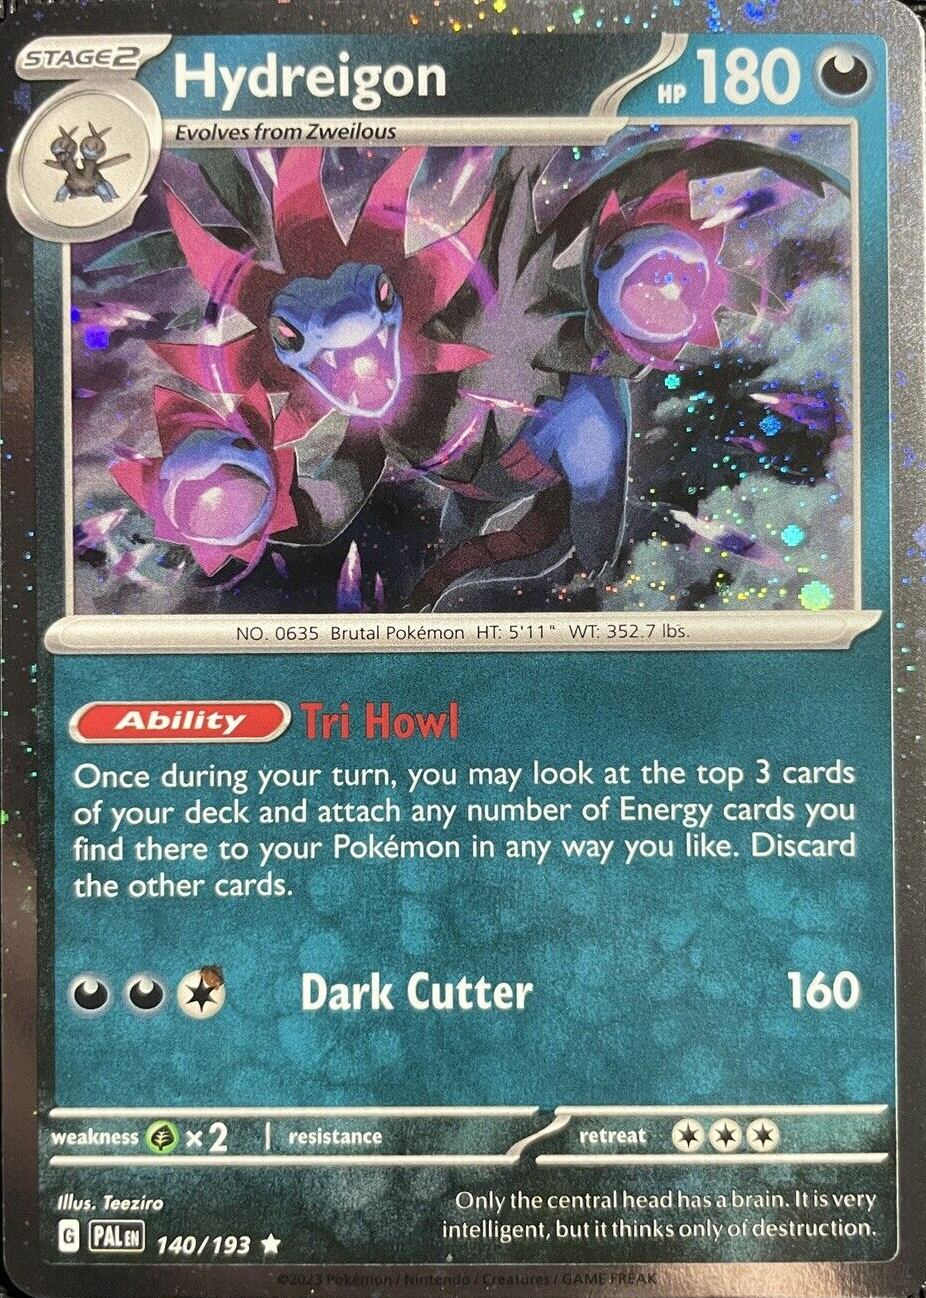 STAGE2
Hydreigon
HP 180
Evolves from Zweilous
NO. 0635 Brutal Pokémon HT: 5'11" WT: 352.7 lbs.
Ability Tri Howl
Once during your turn, you may look at the top 3 cards
of your deck and attach any number of Energy cards you
find there to your Pokémon in any way you like. Discard
the other cards.
Dark Cutter 160
weakness ×2 | resistance retreat
Illus. Teeziro
Only the central head has a brain. It is very
intelligent, but it thinks only of destruction.
G PAL EN 140/193 ★
©2023 Pokémon / Nintendo / Creatures / GAME FREAK